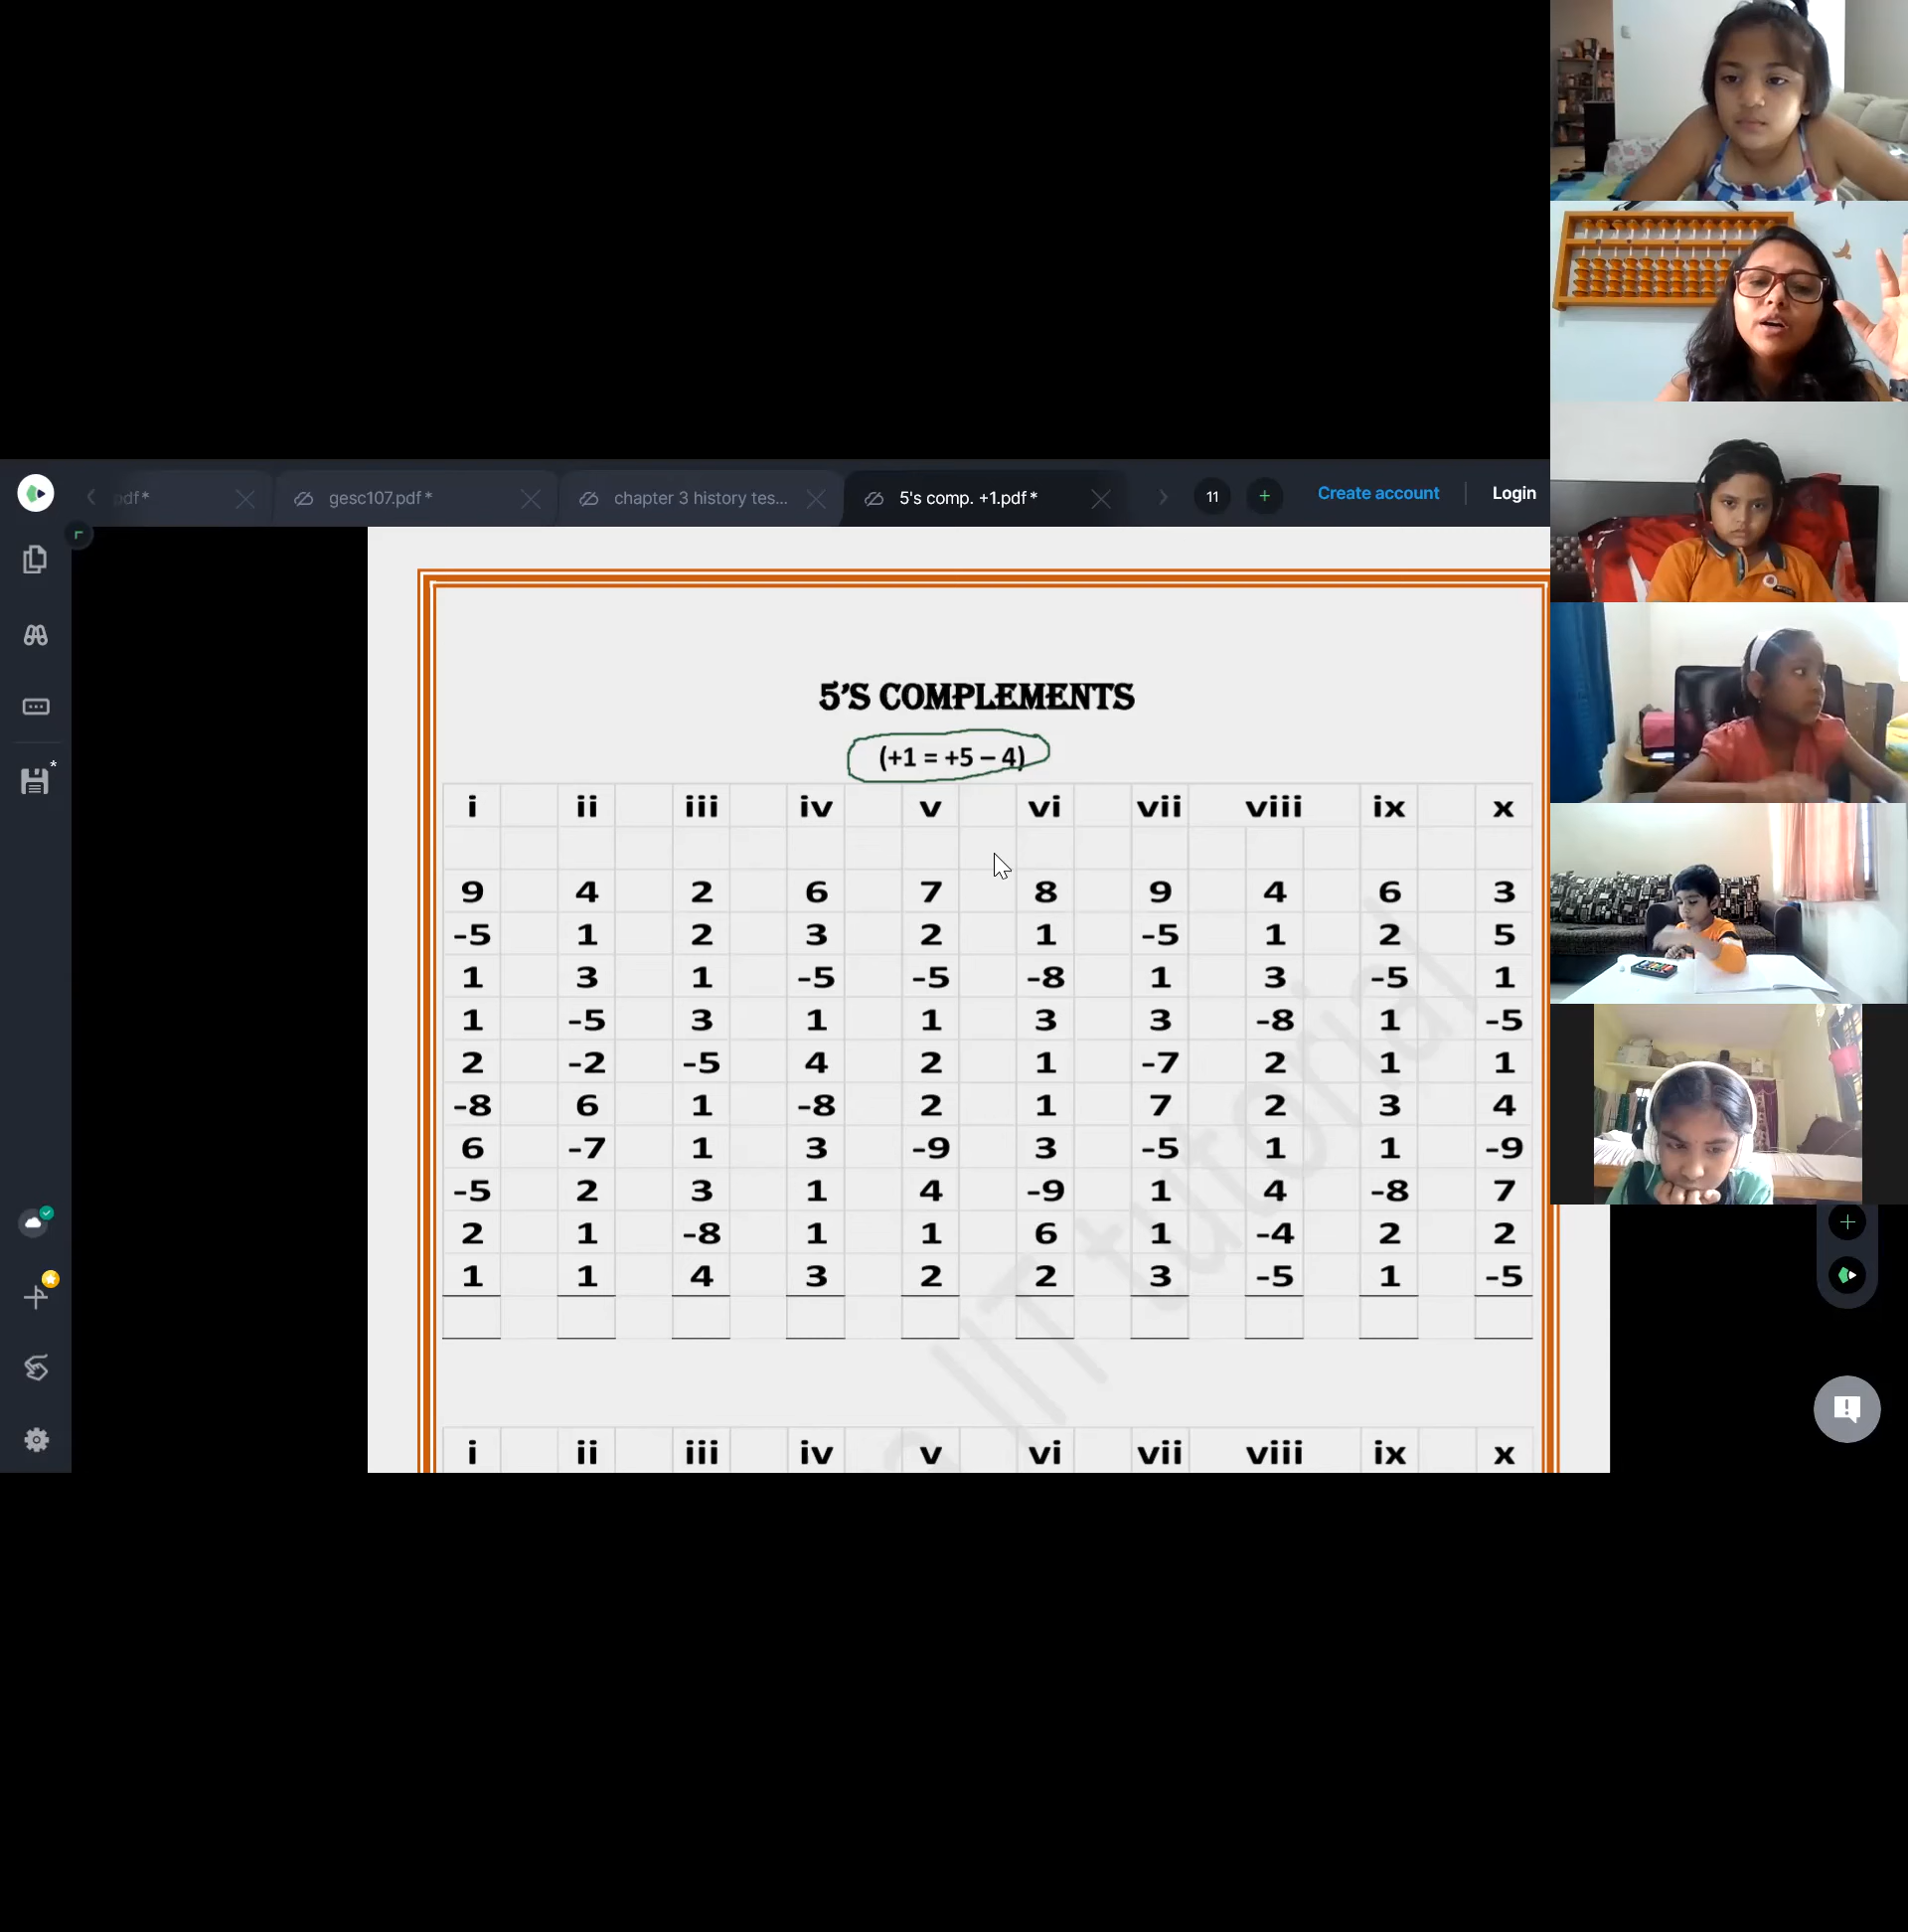 pdf*
gesc107.pdf*
chapter 3 history tes...
5's comp. +1.pdf*
11
Create account
Login
5'S COMPLEMENTS
(+1 = +5 – 4)
i ii iii iv v vi vii viii ix x
9 4 2 6 7 8 9 4 6 3
-5 1 2 3 2 1 -5 1 2 5
1 3 1 -5 -5 -8 1 3 -5 1
1 -5 3 1 1 3 3 -8 1 -5
2 -2 -5 4 2 1 -7 2 1 1
-8 6 1 -8 2 1 7 2 3 4
6 -7 1 3 -9 3 -5 1 1 -9
-5 2 3 1 4 -9 1 4 -8 7
2 1 -8 1 1 6 1 -4 2 2
1 1 4 3 2 2 3 -5 1 -5
IIT tutorial
i ii iii iv v vi vii viii ix x